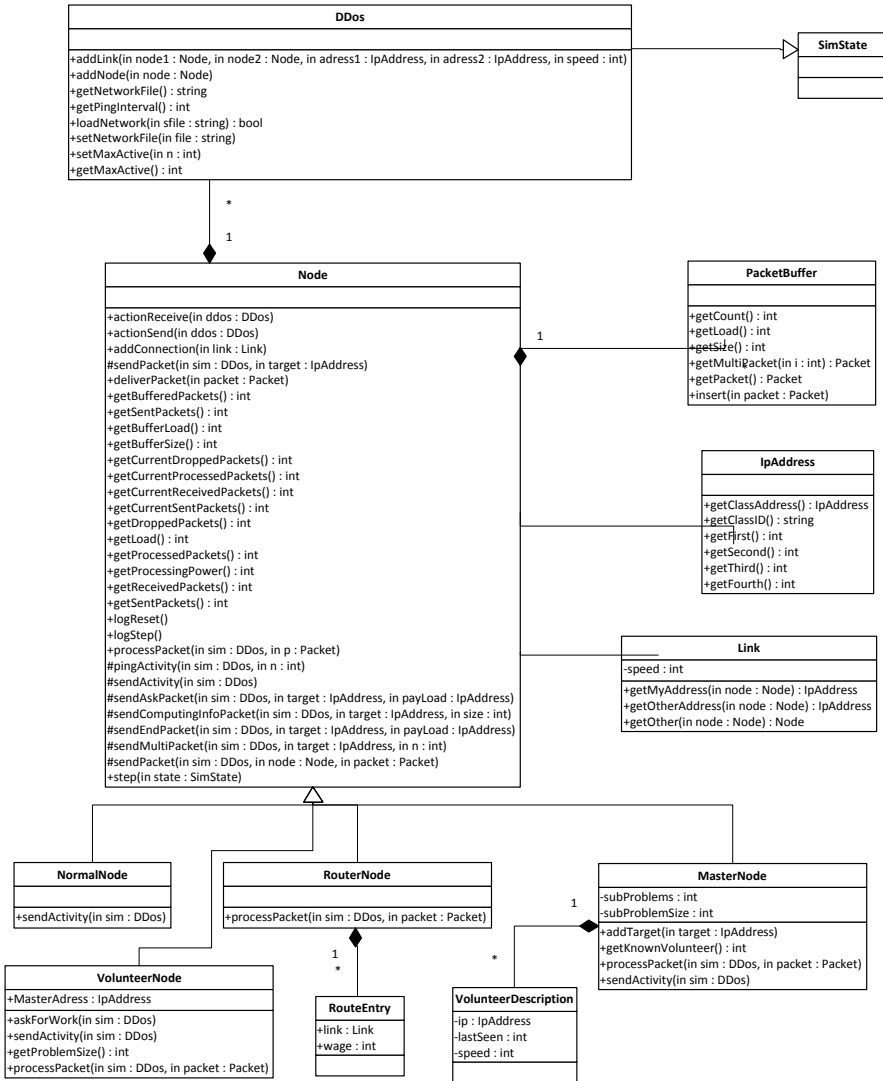 DDos
+addLink(in node1 : Node, in node2 : Node, in adress1 : IpAddress, in adress2 : IpAddress, in speed : int)
+addNode(in node : Node)
+getNetworkFile() : string
+getPingInterval() : int
+loadNetwork(in sfile : string) : bool
+setNetworkFile(in file : string)
+setMaxActive(in n : int)
+getMaxActive() : int
SimState
*
1
Node
+actionReceive(in ddos : DDos)
+actionSend(in ddos : DDos)
+addConnection(in link : Link)
#sendPacket(in sim : DDos, in target : IpAddress)
+deliverPacket(in packet : Packet)
+getBufferedPackets() : int
+getSentPackets() : int
+getBufferLoad() : int
+getBufferSize() : int
+getCurrentDroppedPackets() : int
+getCurrentProcessedPackets() : int
+getCurrentReceivedPackets() : int
+getCurrentSentPackets() : int
+getDroppedPackets() : int
+getLoad() : int
+getProcessedPackets() : int
+getProcessingPower() : int
+getReceivedPackets() : int
+getSentPackets() : int
+logReset()
+logStep()
+processPacket(in sim : DDos, in p : Packet)
#pingActivity(in sim : DDos, in n : int)
#sendActivity(in sim : DDos)
#sendAskPacket(in sim : DDos, in target : IpAddress, in payLoad : IpAddress)
#sendComputingInfoPacket(in sim : DDos, in target : IpAddress, in size : int)
#sendEndPacket(in sim : DDos, in target : IpAddress, in payLoad : IpAddress)
#sendMultiPacket(in sim : DDos, in target : IpAddress, in n : int)
#sendPacket(in sim : DDos, in node : Node, in packet : Packet)
+step(in state : SimState)
1
PacketBuffer
+getCount() : int
+getLoad() : int
+getSize() : int
+getMultiPacket(in i : int) : Packet
+getPacket() : Packet
+insert(in packet : Packet)
IpAddress
+getClassAddress() : IpAddress
+getClassID() : string
+getFirst() : int
+getSecond() : int
+getThird() : int
+getFourth() : int
Link
-speed : int
+getMyAddress(in node : Node) : IpAddress
+getOtherAddress(in node : Node) : IpAddress
+getOther(in node : Node) : Node
NormalNode
+sendActivity(in sim : DDos)
RouterNode
+processPacket(in sim : DDos, in packet : Packet)
1
*
MasterNode
-subProblems : int
-subProblemSize : int
+addTarget(in target : IpAddress)
+getKnownVolunteer() : int
+processPacket(in sim : DDos, in packet : Packet)
+sendActivity(in sim : DDos)
1
*
VolunteerNode
+MasterAdress : IpAddress
+askForWork(in sim : DDos)
+sendActivity(in sim : DDos)
+getProblemSize() : int
+processPacket(in sim : DDos, in packet : Packet)
RouteEntry
+link : Link
+wage : int
VolunteerDescription
-ip : IpAddress
-lastSeen : int
-speed : int